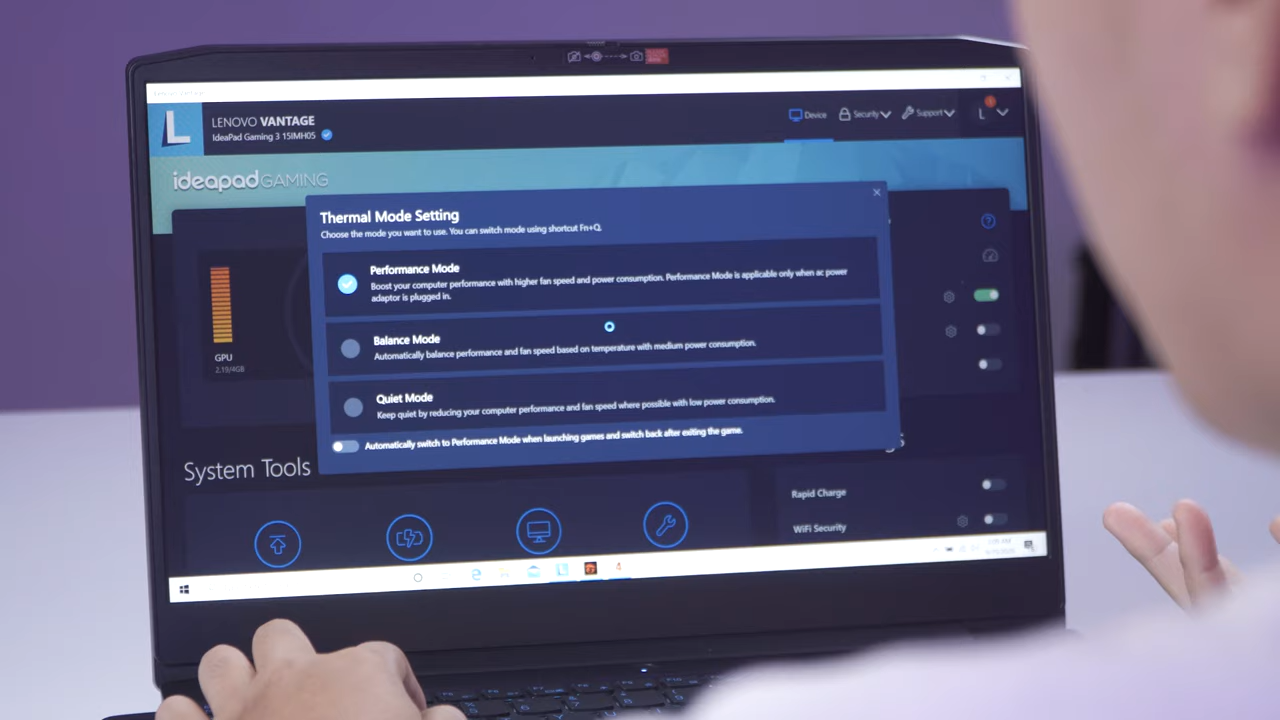 L
LENOVO VANTAGE
IdeaPad Gaming 3 15IMH05
Device
Security
Support
L
ideapad GAMING
Thermal Mode Setting
Choose the mode you want to use. You can switch mode using shortcut Fn+Q.
Performance Mode
Boost your computer performance with higher fan speed and power consumption. Performance Mode is applicable only when ac power
adaptor is plugged in.
Balance Mode
Automatically balance performance and fan speed based on temperature with medium power consumption.
Quiet Mode
Keep quiet by reducing your computer performance and fan speed where possible with low power consumption.
Automatically switch to Performance Mode when launching games and switch back after exiting the game.
GPU
2.19/4GB
System Tools
Rapid Charge
WiFi Security